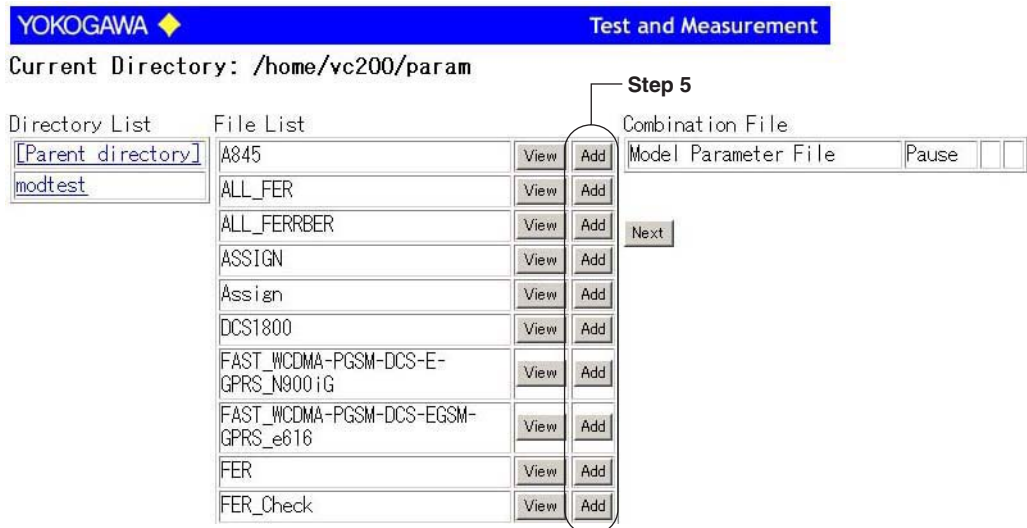 YOKOGAWA Test and Measurement
Current Directory: /home/vc200/param
Step 5
Directory List File List Combination File
[Parent directory] A845 View Add Model Parameter File Pause
modtest ALL_FER View Add
ALL_FERRBER View Add
Next
ASSIGN View Add
Assign View Add
DCS1800 View Add
FAST_WCDMA-PGSM-DCS-E-
GPRS_N900iG View Add
FAST_WCDMA-PGSM-DCS-EGSM-
GPRS_e616 View Add
FER View Add
FER_Check View Add